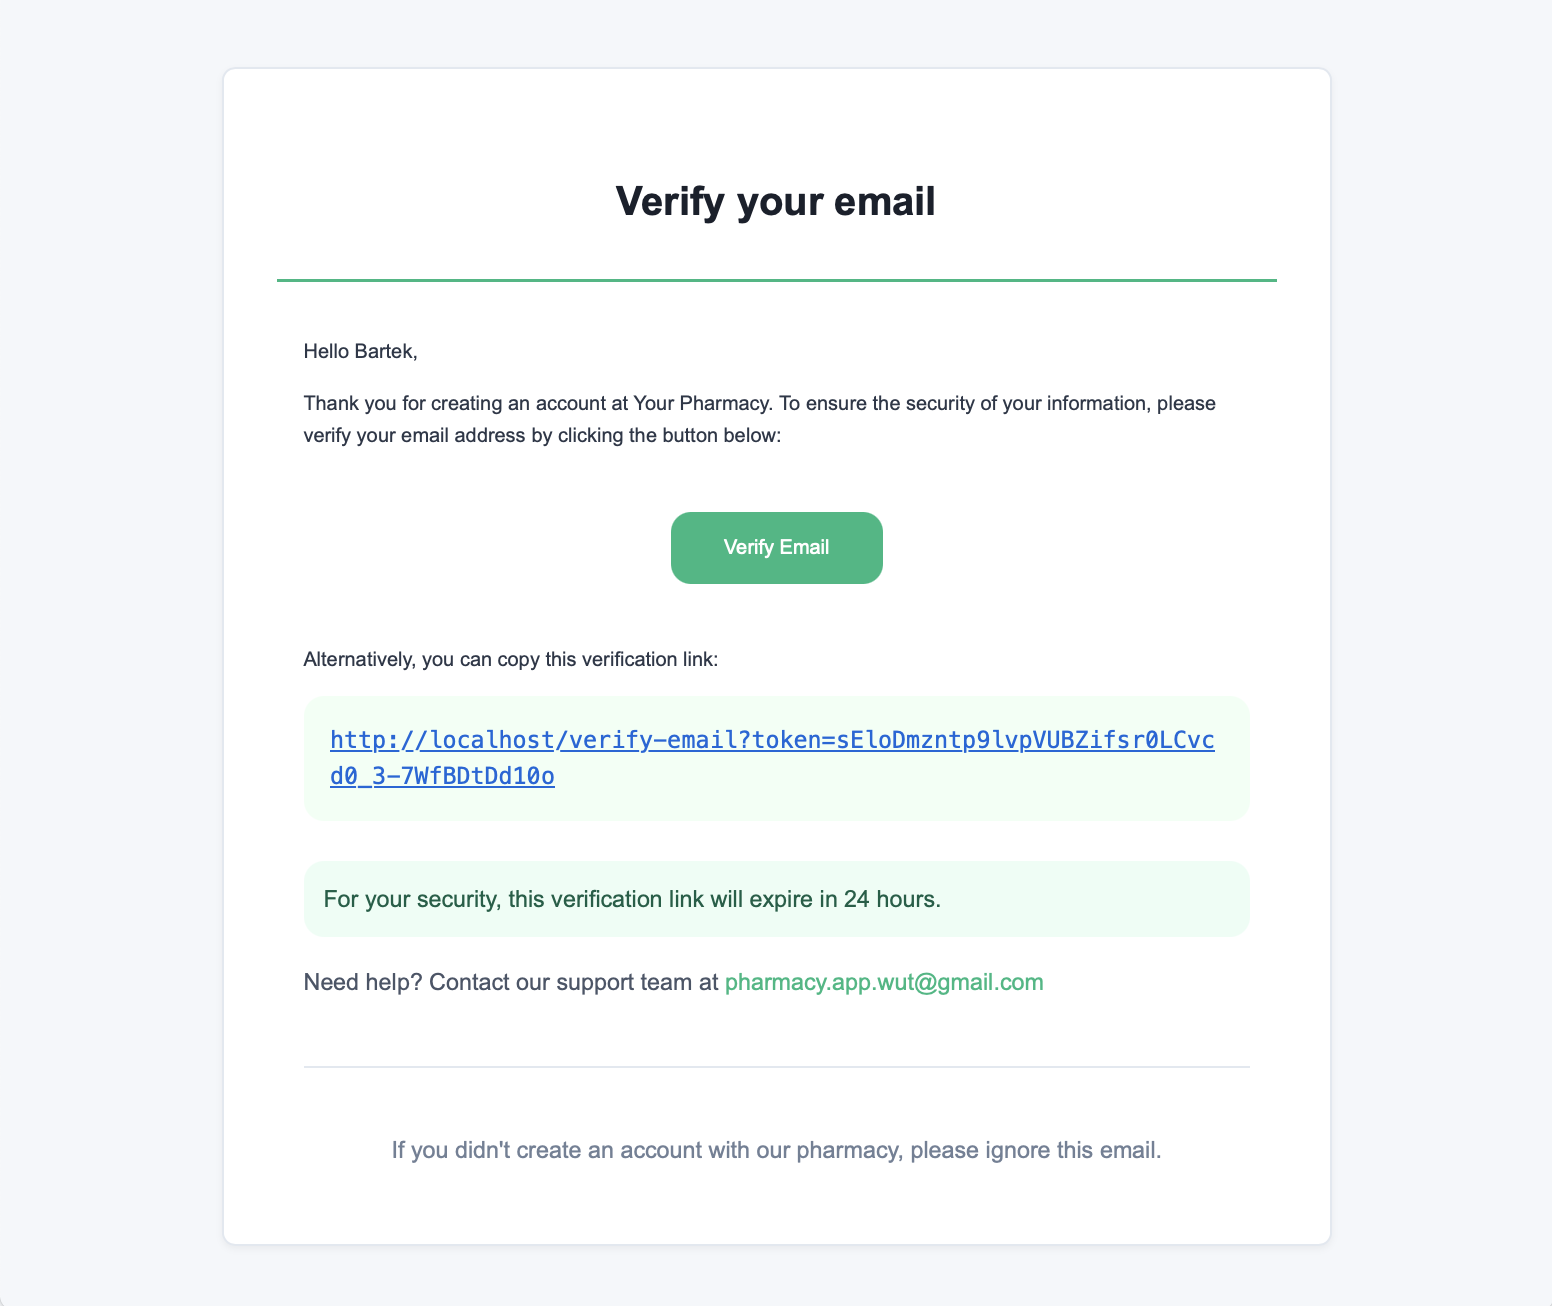 Verify your email
Hello Bartek,
Thank you for creating an account at Your Pharmacy. To ensure the security of your information, please
verify your email address by clicking the button below:
Verify Email
Alternatively, you can copy this verification link:
http://localhost/verify-email?token=sEloDmzntp9lvpVUBZifsr0LCvc
d0_3-7WfBDtDd10o
For your security, this verification link will expire in 24 hours.
Need help? Contact our support team at pharmacy.app.wut@gmail.com
If you didn't create an account with our pharmacy, please ignore this email.